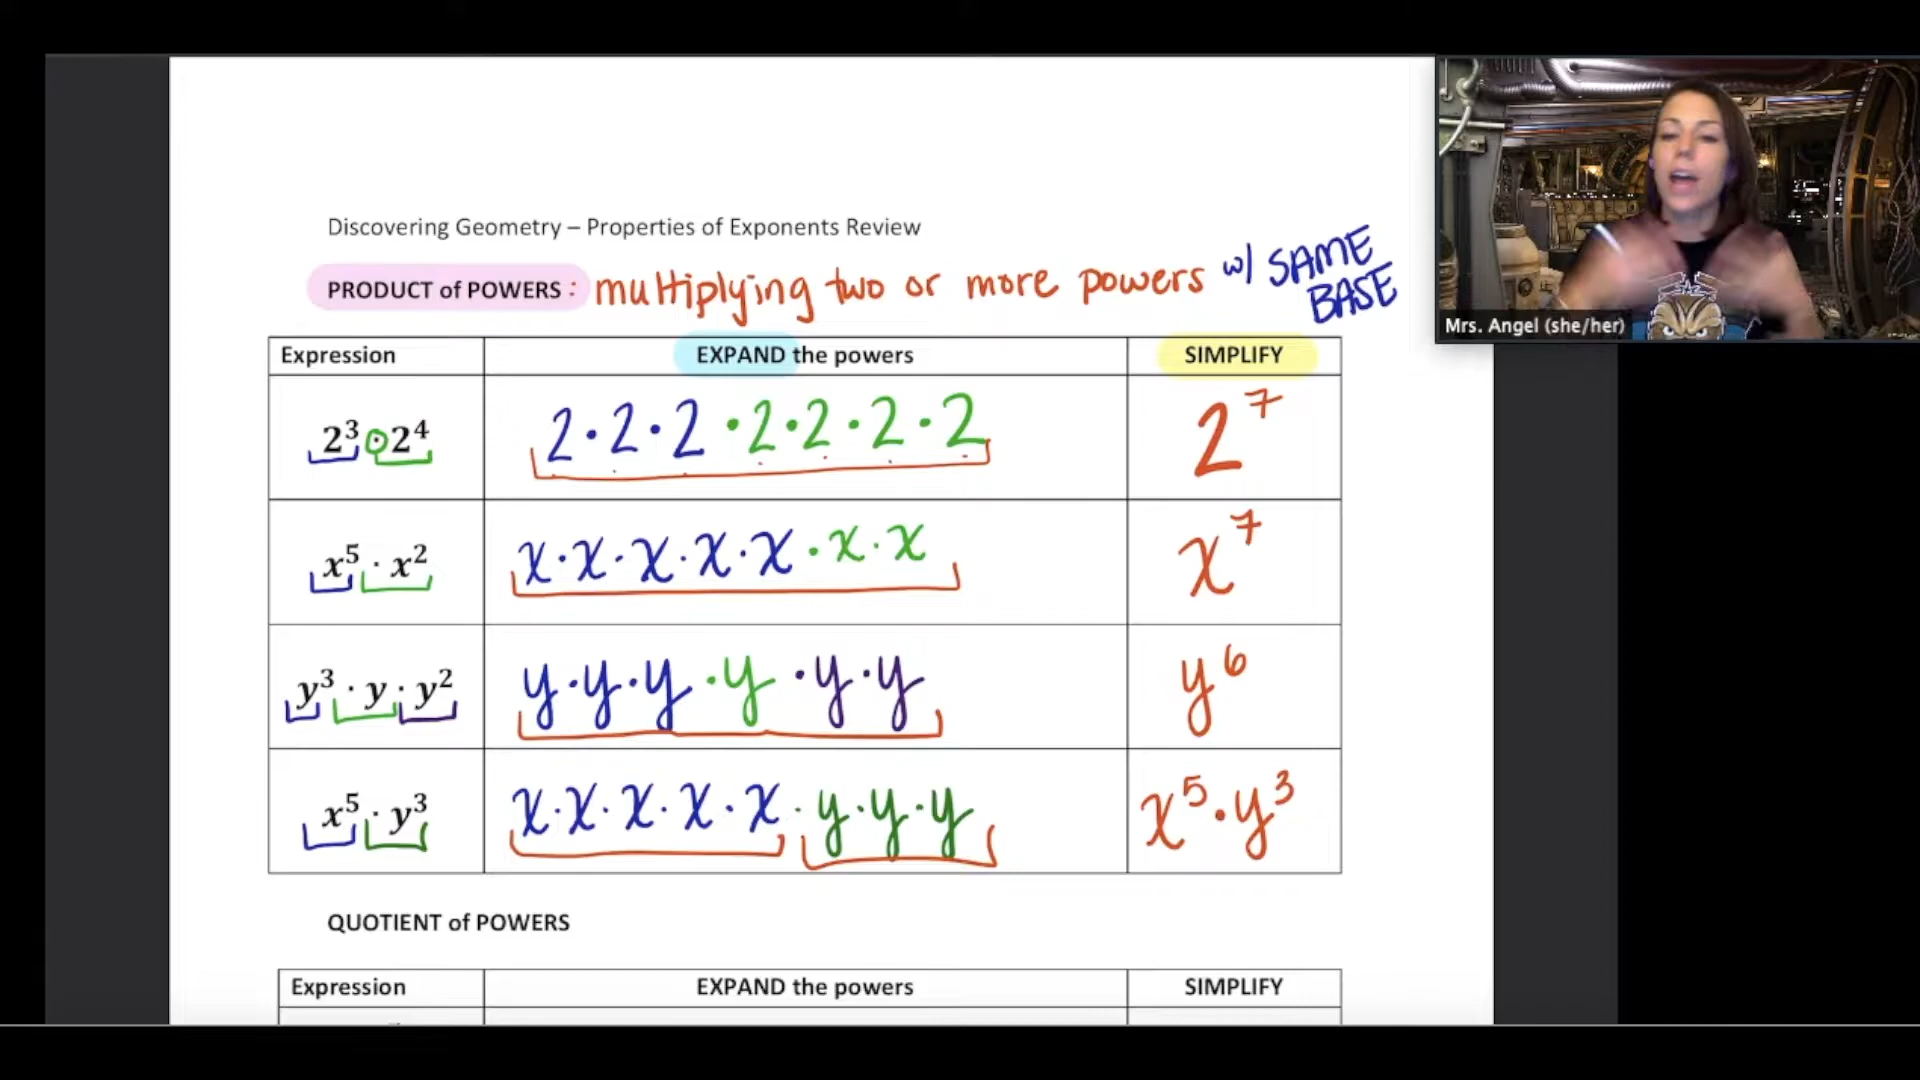 Discovering Geometry – Properties of Exponents Review
PRODUCT of POWERS : multiplying two or more powers w/ SAME BASE
Mrs. Angel (she/her)
Expression EXPAND the powers SIMPLIFY
2³ · 2⁴ 2 · 2 · 2 · 2 · 2 · 2 · 2 2⁷
x⁵ · x² x · x · x · x · x · x · x x⁷
y³ · y · y² y · y · y · y · y · y y⁶
x⁵ · y³ x · x · x · x · x · y · y · y x⁵ · y³
QUOTIENT of POWERS
Expression EXPAND the powers SIMPLIFY